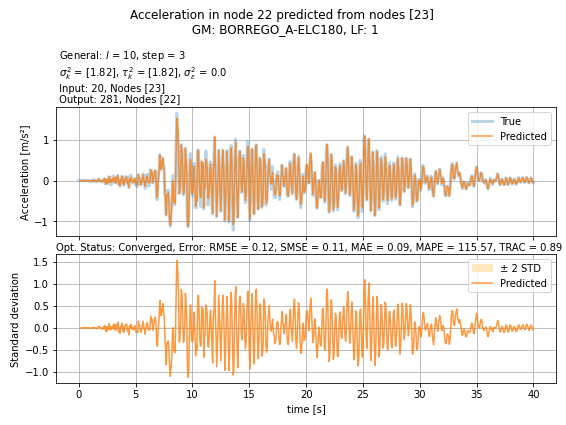 Acceleration in node 22 predicted from nodes [23]
GM: BORREGO_A-ELC180, LF: 1
General: l = 10, step = 3
σ²ₖ = [1.82], τ²ₖ = [1.82], σ²ε = 0.0
Input: 20, Nodes [23]
Output: 281, Nodes [22]
True
Predicted
Acceleration [m/s²]
1
0
−1
Opt. Status: Converged, Error: RMSE = 0.12, SMSE = 0.11, MAE = 0.09, MAPE = 115.57, TRAC = 0.89
± 2 STD
Predicted
Standard deviation
1.5
1.0
0.5
0.0
−0.5
−1.0
0 5 10 15 20 25 30 35 40
time [s]